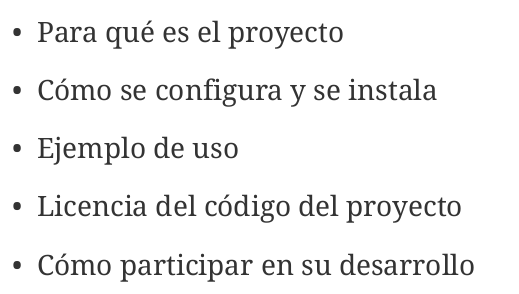 • Para qué es el proyecto
• Cómo se configura y se instala
• Ejemplo de uso
• Licencia del código del proyecto
• Cómo participar en su desarrollo